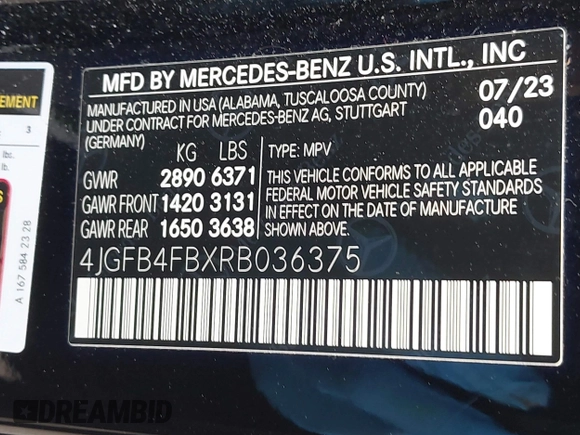 MFD BY MERCEDES-BENZ U.S. INTL., INC
MANUFACTURED IN USA (ALABAMA, TUSCALOOSA COUNTY)
UNDER CONTRACT FOR MERCEDES-BENZ AG, STUTTGART
(GERMANY)
07/23
040
KG LBS
GVWR 2890 6371
GAWR FRONT 1420 3131
GAWR REAR 1650 3638
TYPE: MPV
THIS VEHICLE CONFORMS TO ALL APPLICABLE
FEDERAL MOTOR VEHICLE SAFETY STANDARDS
IN EFFECT ON THE DATE OF MANUFACTURE
SHOWN ABOVE.
4JGFB4FBXRB036375
EMENT
3
lbs.
lb.
A 167 584 23 28
DREAMBID